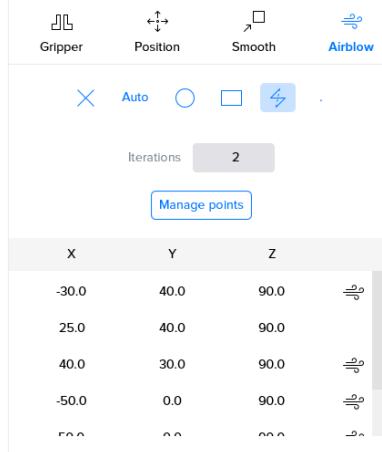 Gripper Position Smooth Airblow
Auto
Iterations 2
Manage points
X Y Z
-30.0 40.0 90.0
25.0 40.0 90.0
40.0 30.0 90.0
-50.0 0.0 90.0